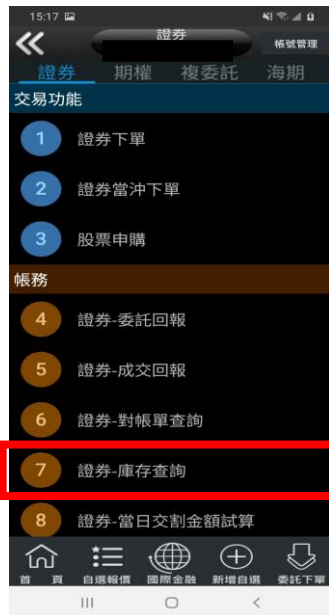 15:17
證券
帳號管理
證券 期權 複委託 海期
交易功能
1 證券下單
2 證券當沖下單
3 股票申購
帳務
4 證券-委託回報
5 證券-成交回報
6 證券-對帳單查詢
7 證券-庫存查詢
8 證券-當日交割金額試算
首 頁 自選報價 國際金融 新增自選 委託下單